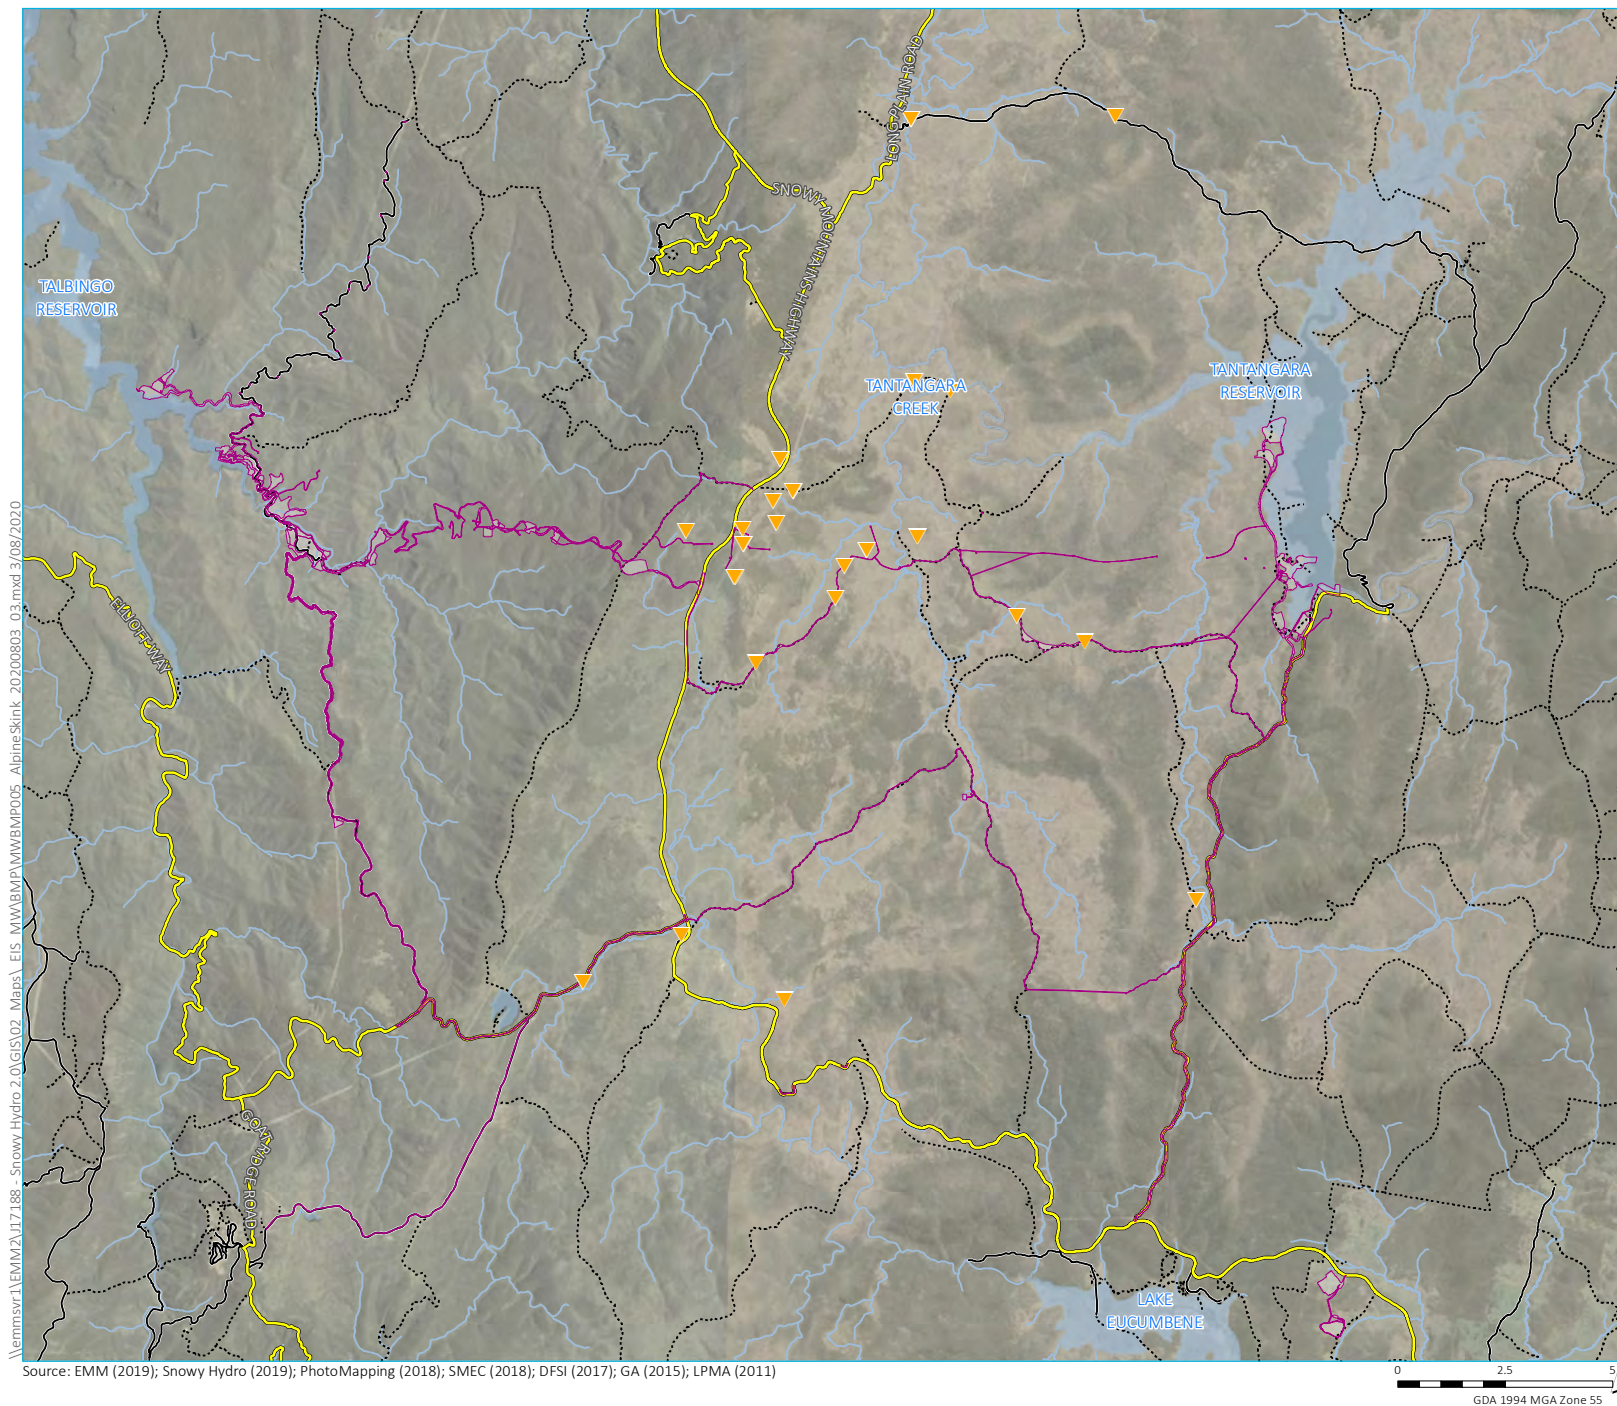 LONG PLAIN ROAD
SNOWY MOUNTAINS HIGHWAY
TALBINGO
RESERVOIR
TANTANGARA
CREEK
TANTANGARA
RESERVOIR
ELLIOTT WAY
GOAT RIDGE ROAD
LAKE
EUCUMBENE
\\emmsvr1\EMM2\J17188 - Snowy Hydro 2.0\GIS\02_Maps\_EIS_MIW\BMP\MWBMP005_AlpineSkink_20200803_03.mxd 3/08/2020
Source: EMM (2019); Snowy Hydro (2019); PhotoMapping (2018); SMEC (2018); DFSI (2017); GA (2015); LPMA (2011)
0 2.5 5
GDA 1994 MGA Zone 55